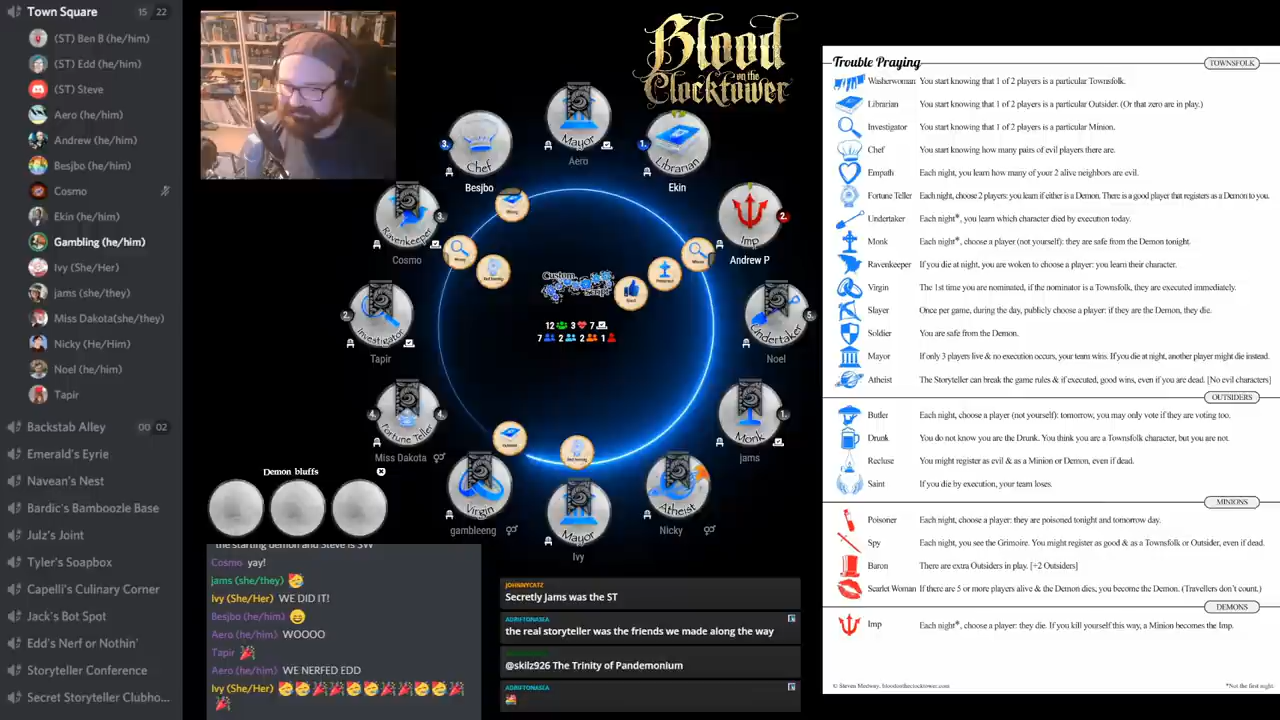 Town Square 15 22
(ST) Ben B (he/him)
(ST) Edd (he/him)
(ST) Steve
Aero (he/him)
Andrew (he/him)
Besjbo (he/him)
Cosmo
Ekin (he/him)
Gambling (he/him)
Ivy (She/Her)
jams (she/they)
Miss Dakota(she/they)
Nicky (He/Him)
Noel (he/him)
Tapir
Backstab Alley 00 02
Emerald Eyrie
Navean's Nest
Bardic's Bamboozle Base
Julz's Joint
Tyler's Sanbox
Capelli's Culinary Corner
Storyteller Conference
Secret Storyteller Clubho...
Blood
on the
Clocktower
Mayor
Aero
Chef
3.
Besjbo
Librarian
1.
Ekin
Ravenkeeper
3.
Cosmo
Imp
2.
Andrew P
Investigator
2.
Tapir
Undertaker
5.
Noel
Fortune Teller
4.
4.
Miss Dakota
Monk
1.
jams
Virgin
gambleeng
Mayor
Ivy
Atheist
Nicky
12 3 7
7 2 2 1
Demon bluffs
the starting demon and Steve is SW
Cosmo yay!
jams (she/they)
Ivy (She/Her) WE DID IT!
Besjbo (he/him)
Aero (he/him) WOOOO
Tapir
Aero (he/him) WE NERFED EDD
Ivy (She/Her)
JOHNNYCATZ
Secretly Jams was the ST
ADRIFTONASEA
the real storyteller was the friends we made along the way
@skilz926 The Trinity of Pandemonium
ADRIFTONASEA
Trouble Praying
TOWNSFOLK
Washerwoman You start knowing that 1 of 2 players is a particular Townsfolk.
Librarian You start knowing that 1 of 2 players is a particular Outsider. (Or that zero are in play.)
Investigator You start knowing that 1 of 2 players is a particular Minion.
Chef You start knowing how many pairs of evil players there are.
Empath Each night, you learn how many of your 2 alive neighbors are evil.
Fortune Teller Each night, choose 2 players: you learn if either is a Demon. There is a good player that registers as a Demon to you.
Undertaker Each night*, you learn which character died by execution today.
Monk Each night*, choose a player (not yourself): they are safe from the Demon tonight.
Ravenkeeper If you die at night, you are woken to choose a player: you learn their character.
Virgin The 1st time you are nominated, if the nominator is a Townsfolk, they are executed immediately.
Slayer Once per game, during the day, publicly choose a player: if they are the Demon, they die.
Soldier You are safe from the Demon.
Mayor If only 3 players live & no execution occurs, your team wins. If you die at night, another player might die instead.
Atheist The Storyteller can break the game rules & if executed, good wins, even if you are dead. [No evil characters]
OUTSIDERS
Butler Each night, choose a player (not yourself): tomorrow, you may only vote if they are voting too.
Drunk You do not know you are the Drunk. You think you are a Townsfolk character, but you are not.
Recluse You might register as evil & as a Minion or Demon, even if dead.
Saint If you die by execution, your team loses.
MINIONS
Poisoner Each night, choose a player: they are poisoned tonight and tomorrow day.
Spy Each night, you see the Grimoire. You might register as good & as a Townsfolk or Outsider, even if dead.
Baron There are extra Outsiders in play. [+2 Outsiders]
Scarlet Woman If there are 5 or more players alive & the Demon dies, you become the Demon. (Travellers don't count.)
DEMONS
Imp Each night*, choose a player: they die. If you kill yourself this way, a Minion becomes the Imp.
© Steven Medway, bloodontheclocktower.com
*Not the first night